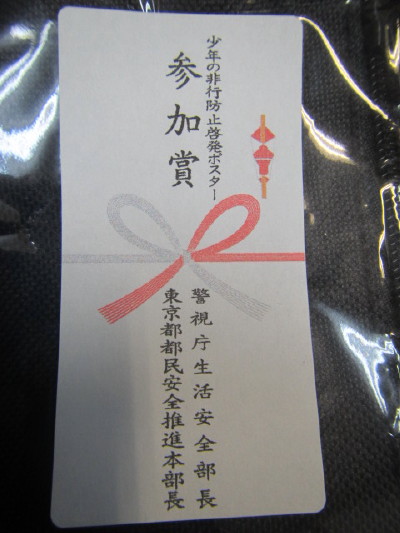 少年の非行防止啓発ポスター
参加賞
警視庁生活安全部長
東京都都民安全推進本部長